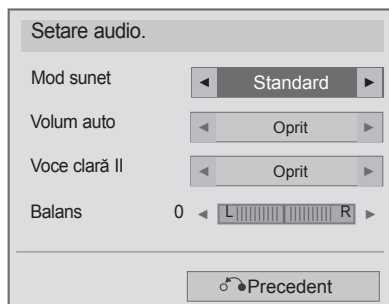 Setare audio.
Mod sunet ◄ Standard ►
Volum auto ◄ Oprit ►
Voce clară II ◄ Oprit ►
Balans 0 ◄ L R ►
Precedent